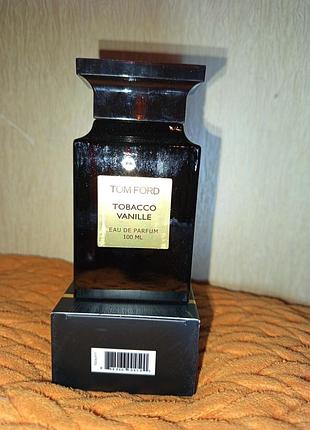 TOM FORD
TOBACCO
VANILLE
EAU DE PARFUM
100 ML